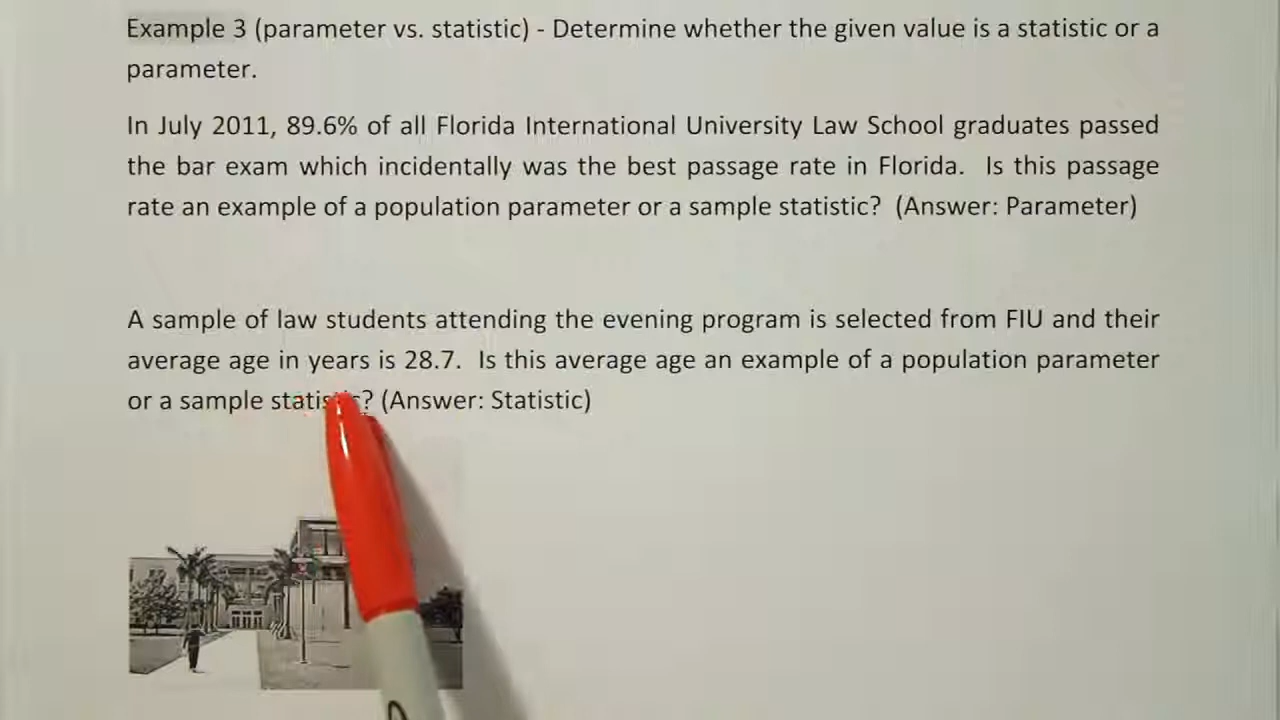 Example 3 (parameter vs. statistic) - Determine whether the given value is a statistic or a
parameter.
In July 2011, 89.6% of all Florida International University Law School graduates passed
the bar exam which incidentally was the best passage rate in Florida. Is this passage
rate an example of a population parameter or a sample statistic? (Answer: Parameter)
A sample of law students attending the evening program is selected from FIU and their
average age in years is 28.7. Is this average age an example of a population parameter
or a sample statistic? (Answer: Statistic)